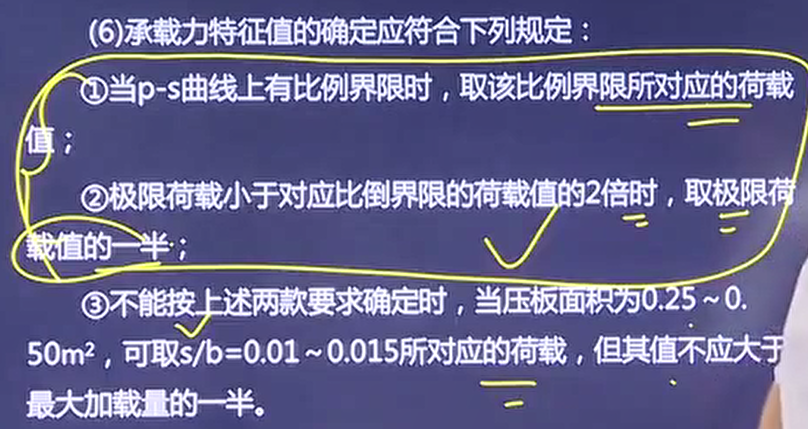 (6)承载力特征值的确定应符合下列规定：
①当p-s曲线上有比例界限时，取该比例界限所对应的荷载
值；
②极限荷载小于对应比倒界限的荷载值的2倍时，取极限荷
载值的一半；
③不能按上述两款要求确定时，当压板面积为0.25～0.
50m²，可取s/b=0.01～0.015所对应的荷载，但其值不应大于
最大加载量的一半。